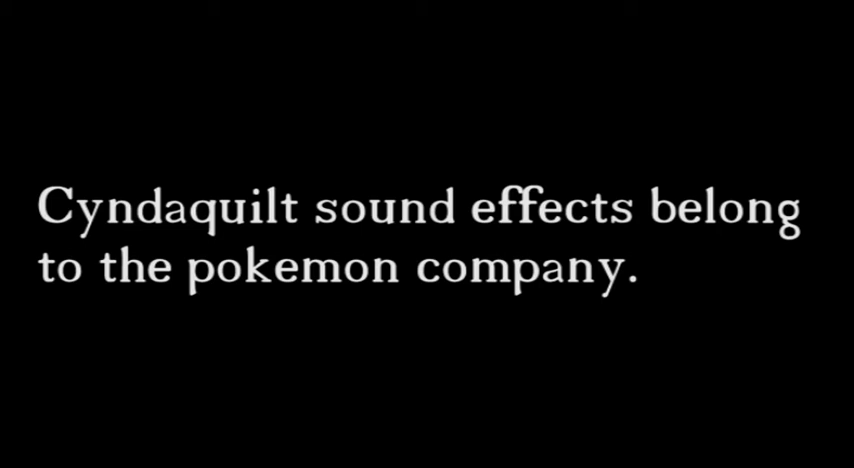 Cyndaquilt sound effects belong
to the pokemon company.